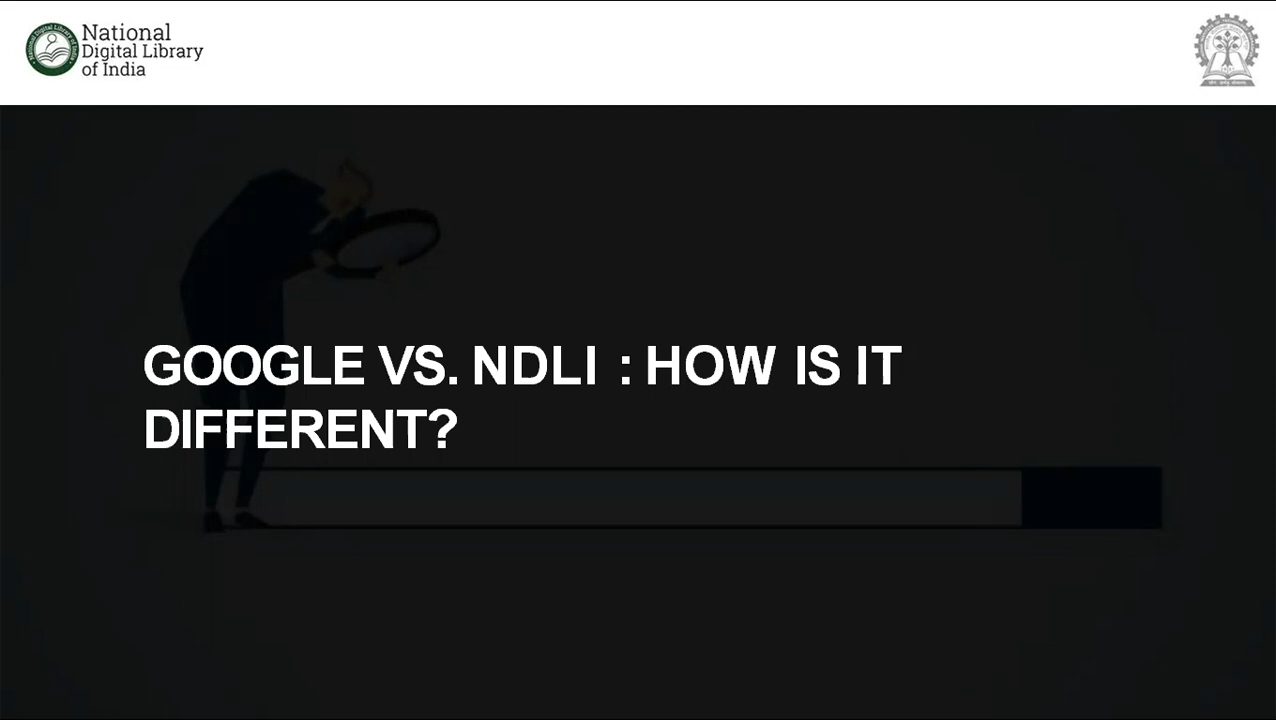 National
Digital Library
of India
GOOGLE VS. NDLI : HOW IS IT
DIFFERENT?